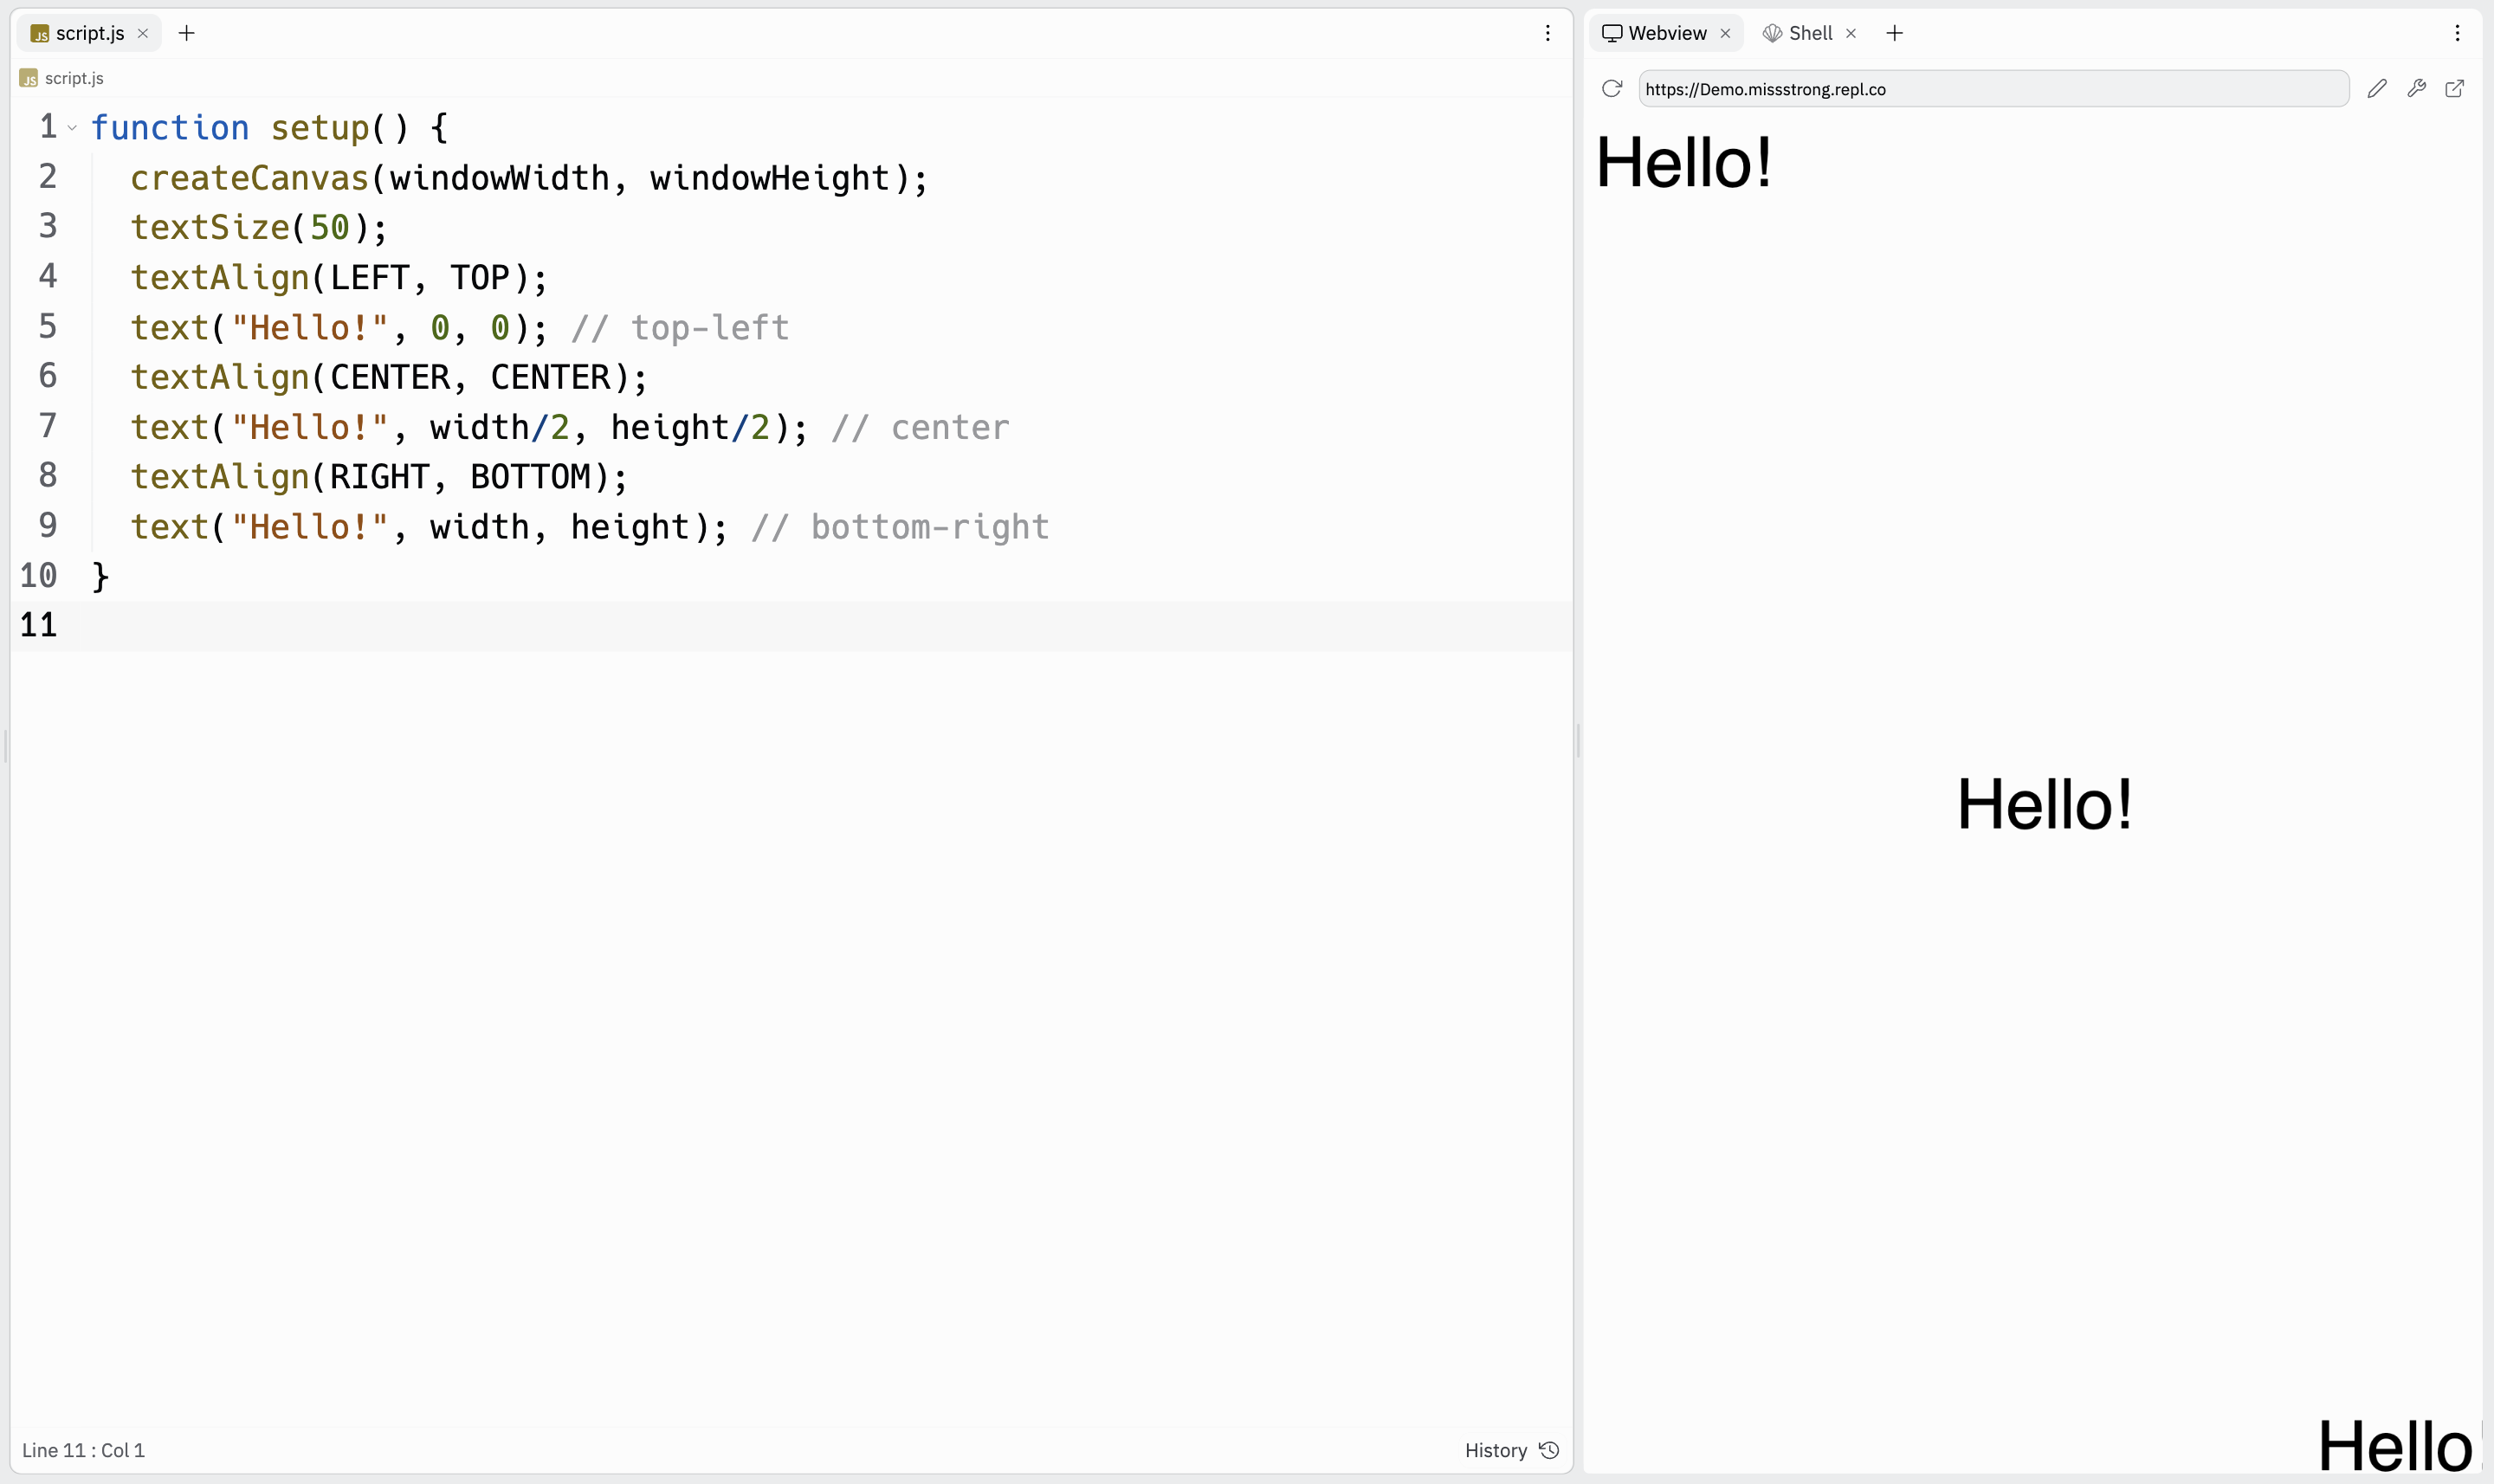 JS script.js
JS script.js
1 function setup() {
2 createCanvas(windowWidth, windowHeight);
3 textSize(50);
4 textAlign(LEFT, TOP);
5 text("Hello!", 0, 0); // top-left
6 textAlign(CENTER, CENTER);
7 text("Hello!", width/2, height/2); // center
8 textAlign(RIGHT, BOTTOM);
9 text("Hello!", width, height); // bottom-right
10 }
11
Line 11 : Col 1
History
Webview
Shell
https://Demo.missstrong.repl.co
Hello!
Hello!
Hello